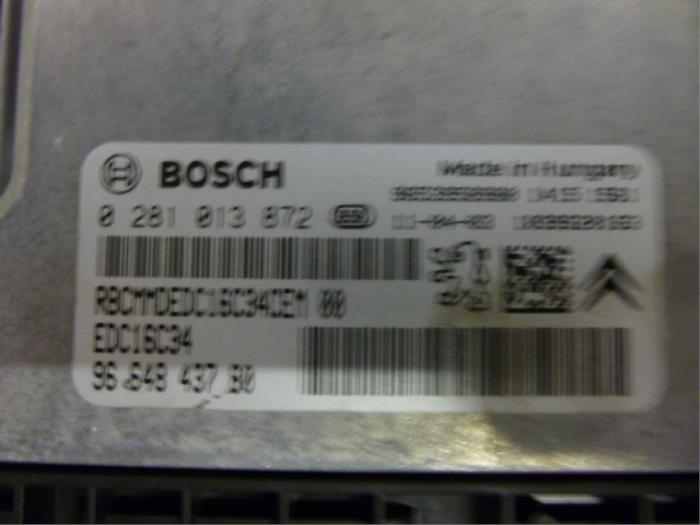 BOSCH
Made in Hungary
0 281 013 872
RBCMMDEDC16C34CEM 00
EDC16C34
96 648 437 80